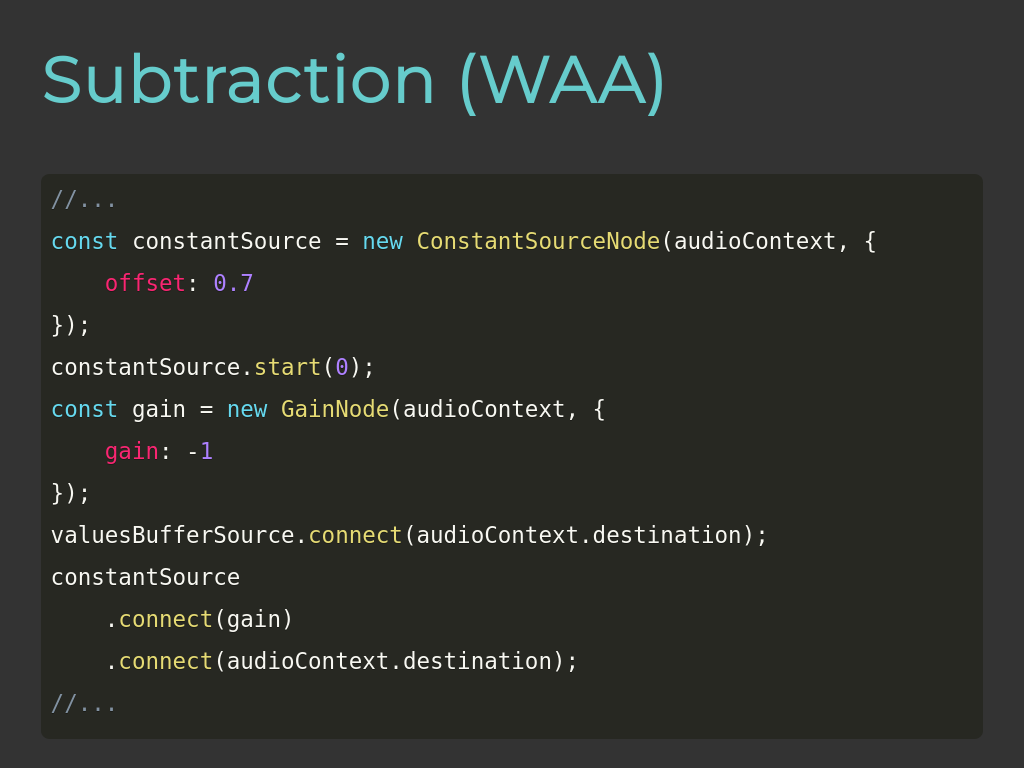 Subtraction (WAA)
//...
const constantSource = new ConstantSourceNode(audioContext, {
    offset: 0.7
});
constantSource.start(0);
const gain = new GainNode(audioContext, {
    gain: -1
});
valuesBufferSource.connect(audioContext.destination);
constantSource
    .connect(gain)
    .connect(audioContext.destination);
//...